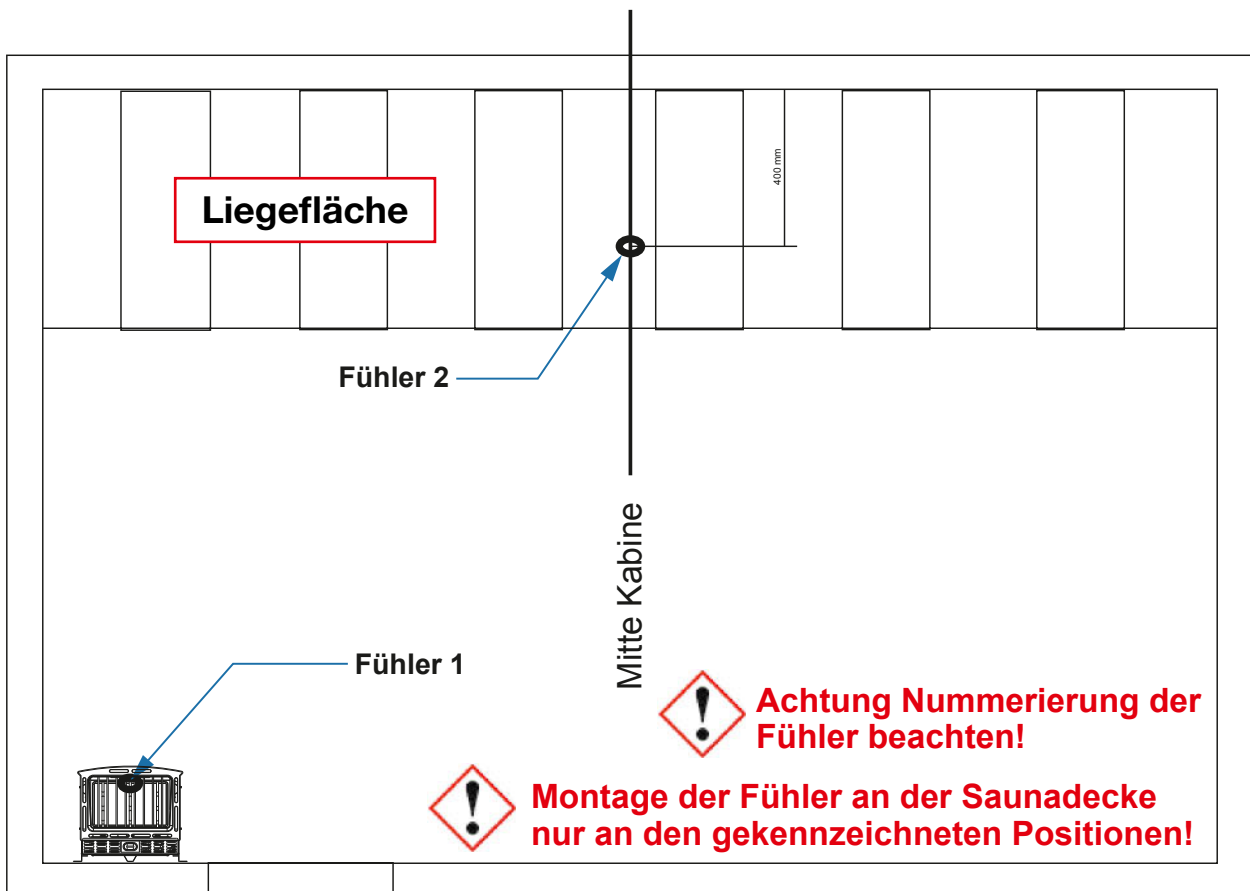 400 mm
Liegefläche
Fühler 2
Mitte Kabine
Fühler 1
Achtung Nummerierung der
Fühler beachten!
Montage der Fühler an der Saunadecke
nur an den gekennzeichneten Positionen!